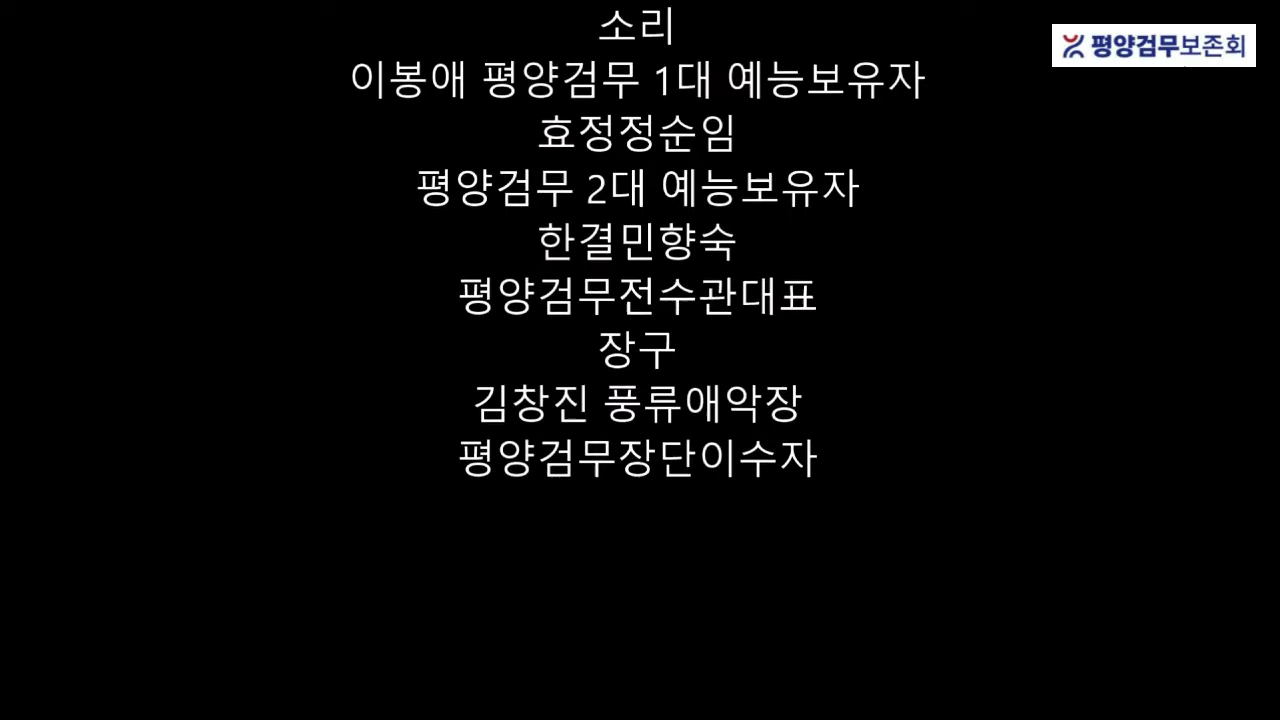 소리
평양검무보존회
이봉애 평양검무 1대 예능보유자
효정정순임
평양검무 2대 예능보유자
한결민향숙
평양검무전수관대표
장구
김창진 풍류애악장
평양검무장단이수자